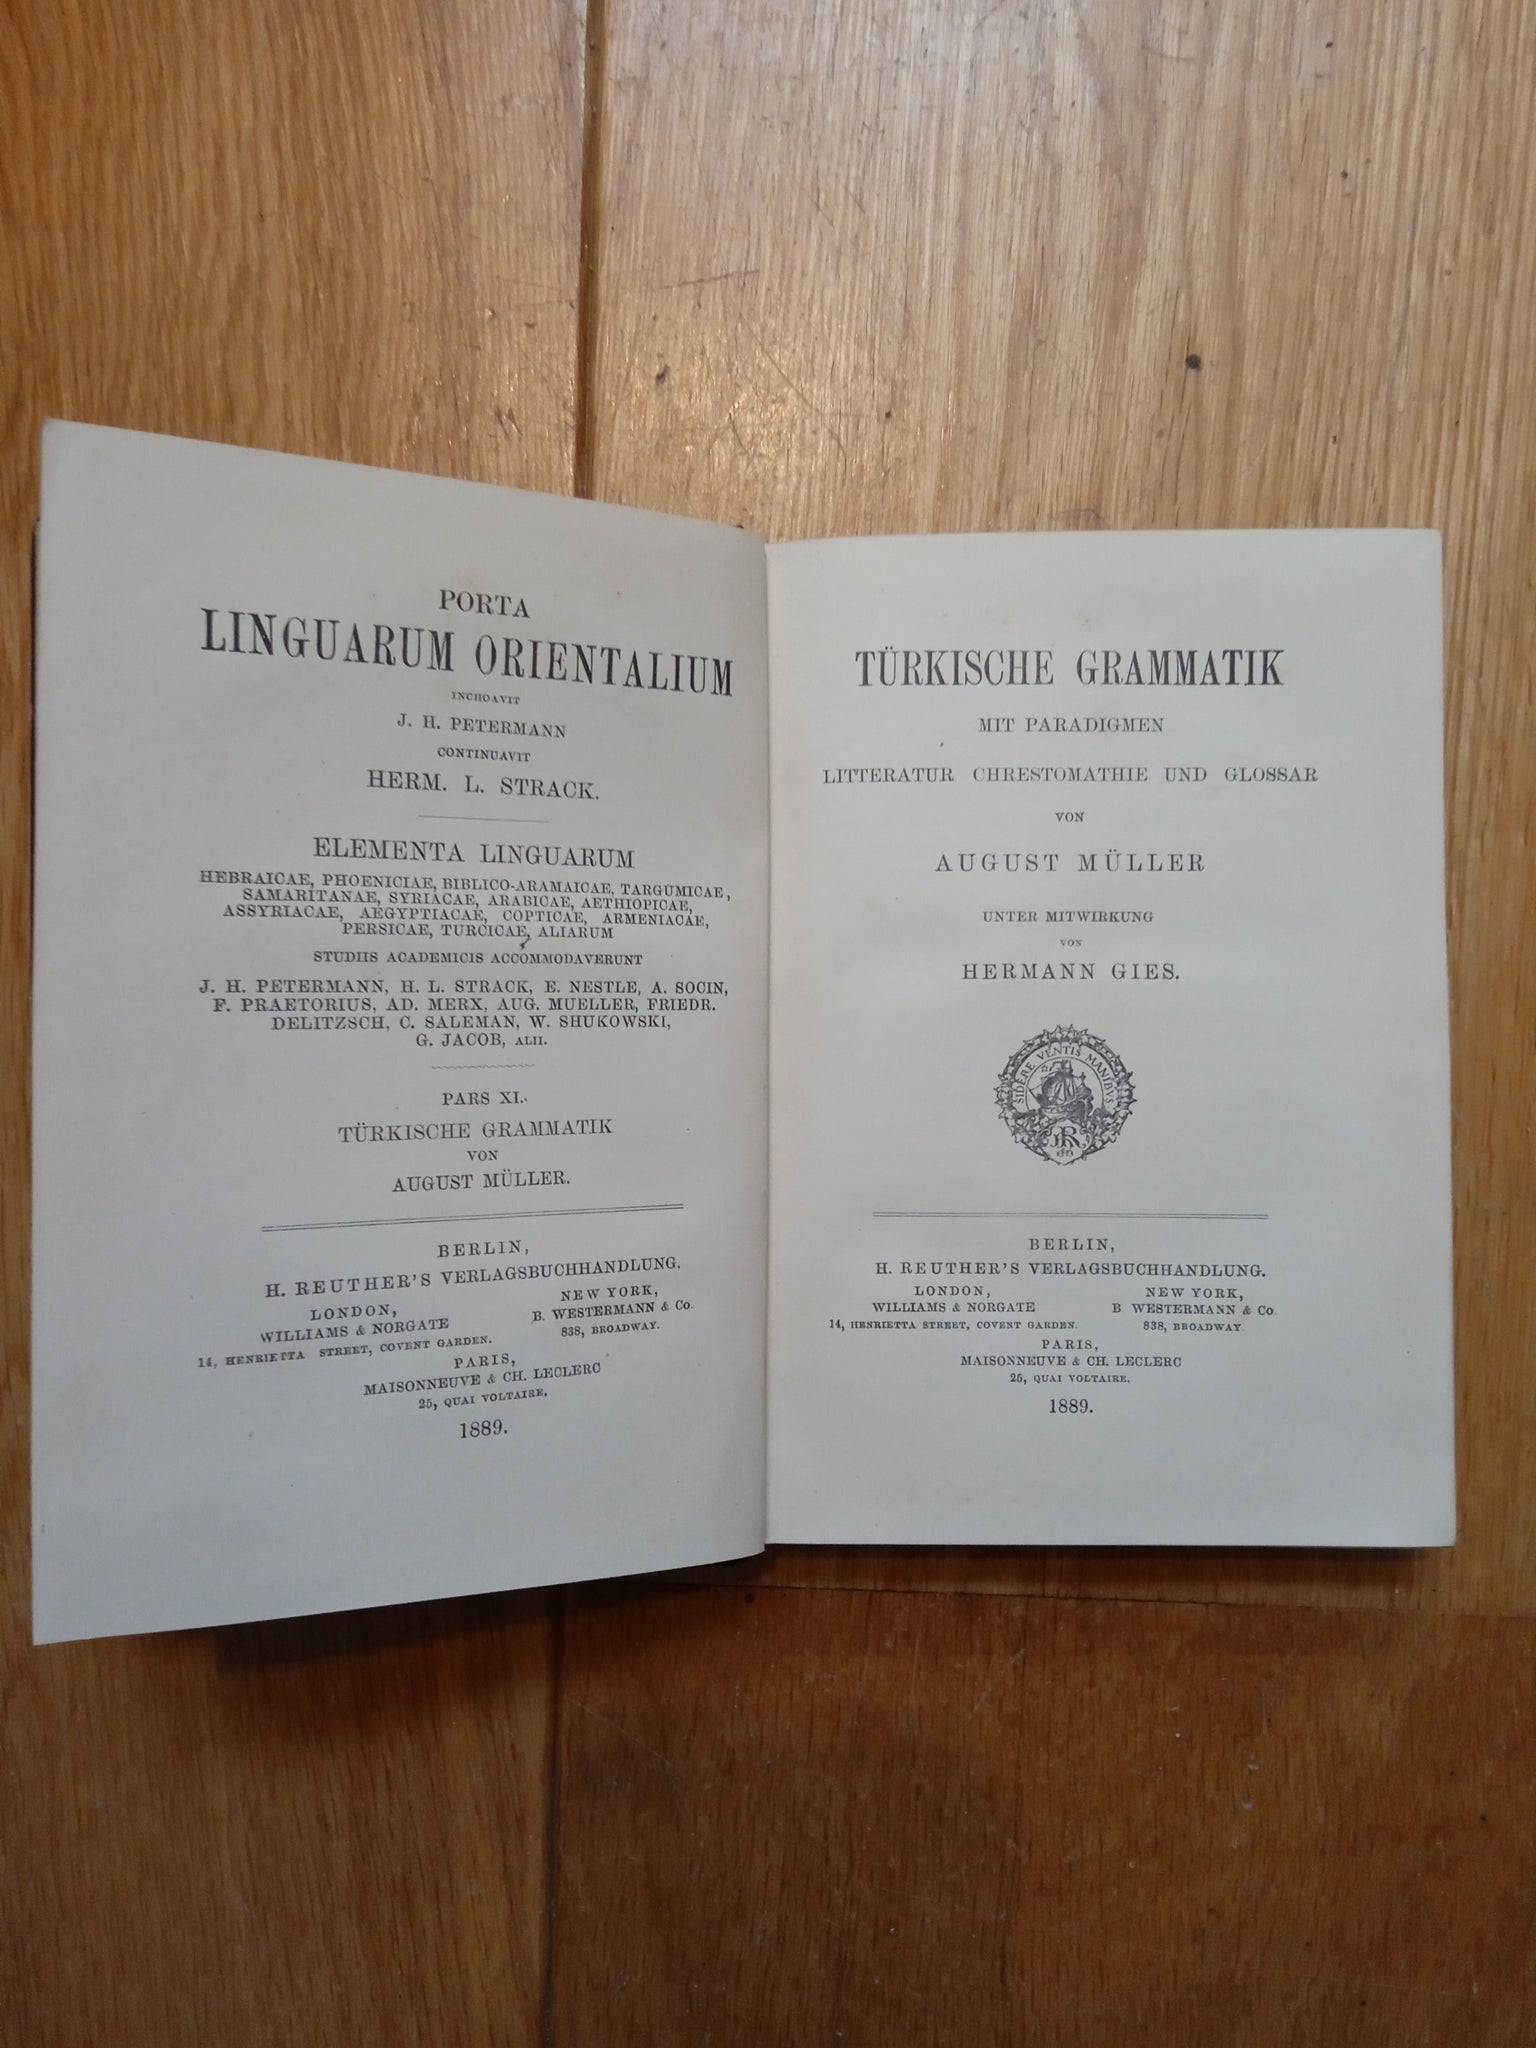 PORTA
LINGUARUM ORIENTALIUM
INCHOAVIT
J. H. PETERMANN
CONTINUAVIT
HERM. L. STRACK.
ELEMENTA LINGUARUM
HEBRAICAE, PHOENICIAE, BIBLICO-ARAMAICAE, TARGUMICAE,
SAMARITANAE, SYRIACAE, ARABICAE, AETHIOPICAE,
ASSYRIACAE, AEGYPTIACAE, COPTICAE, ARMENIACAE,
PERSICAE, TURCICAE, ALIARUM
STUDIIS ACADEMICIS ACCOMMODAVERUNT
J. H. PETERMANN, H. L. STRACK, E. NESTLE, A. SOCIN,
F. PRAETORIUS, AD. MERX, AUG. MUELLER, FRIEDR.
DELITZSCH, C. SALEMAN, W. SHUKOWSKI,
G. JACOB, ALII.
PARS XI.
TÜRKISCHE GRAMMATIK
VON
AUGUST MÜLLER.
BERLIN,
H. REUTHER'S VERLAGSBUCHHANDLUNG.
LONDON, NEW YORK,
WILLIAMS & NORGATE B. WESTERMANN & Co.
14, HENRIETTA STREET, COVENT GARDEN. 838, BROADWAY.
PARIS,
MAISONNEUVE & CH. LECLERC
25, QUAI VOLTAIRE.
1889.
TÜRKISCHE GRAMMATIK
MIT PARADIGMEN
LITTERATUR CHRESTOMATHIE UND GLOSSAR
VON
AUGUST MÜLLER
UNTER MITWIRKUNG
VON
HERMANN GIES.
SIDERE VENTIS MANIBVS
BERLIN,
H. REUTHER'S VERLAGSBUCHHANDLUNG.
LONDON, NEW YORK,
WILLIAMS & NORGATE B. WESTERMANN & Co.
14, HENRIETTA STREET, COVENT GARDEN. 838, BROADWAY.
PARIS,
MAISONNEUVE & CH. LECLERC
25, QUAI VOLTAIRE.
1889.